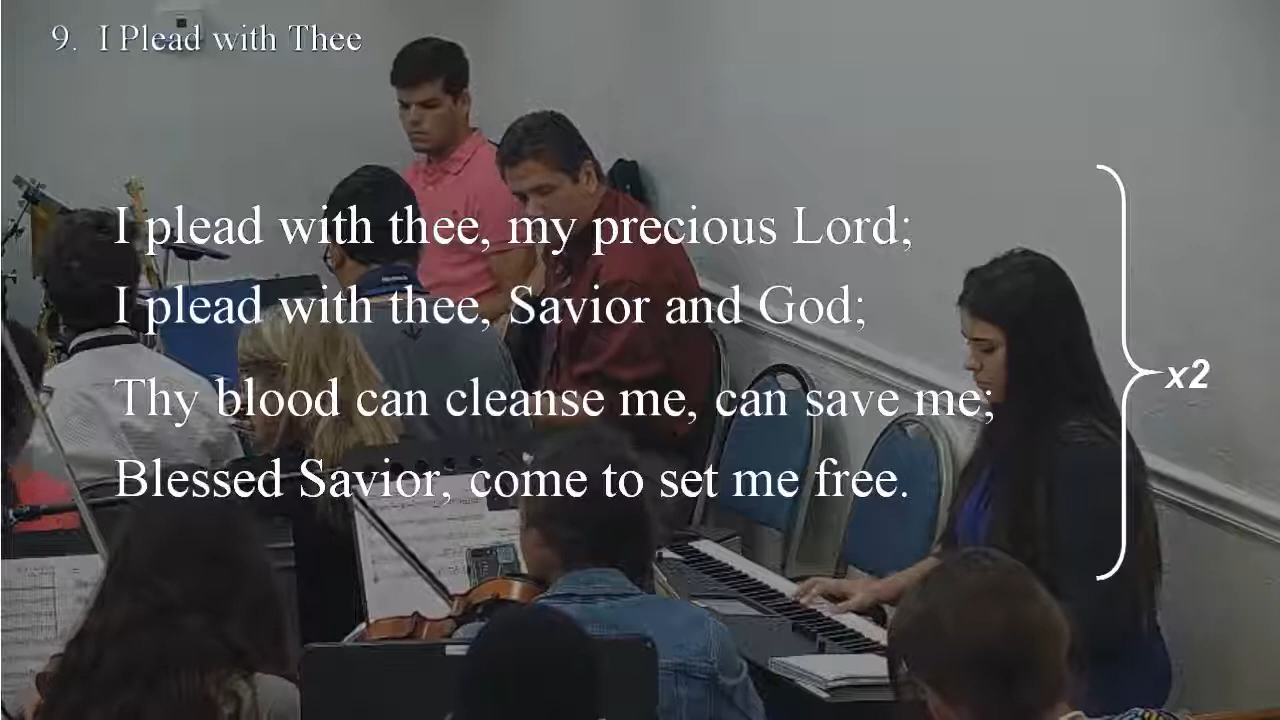 9. I Plead with Thee
I plead with thee, my precious Lord;
I plead with thee, Savior and God;
Thy blood can cleanse me, can save me;
Blessed Savior, come to set me free.
x2